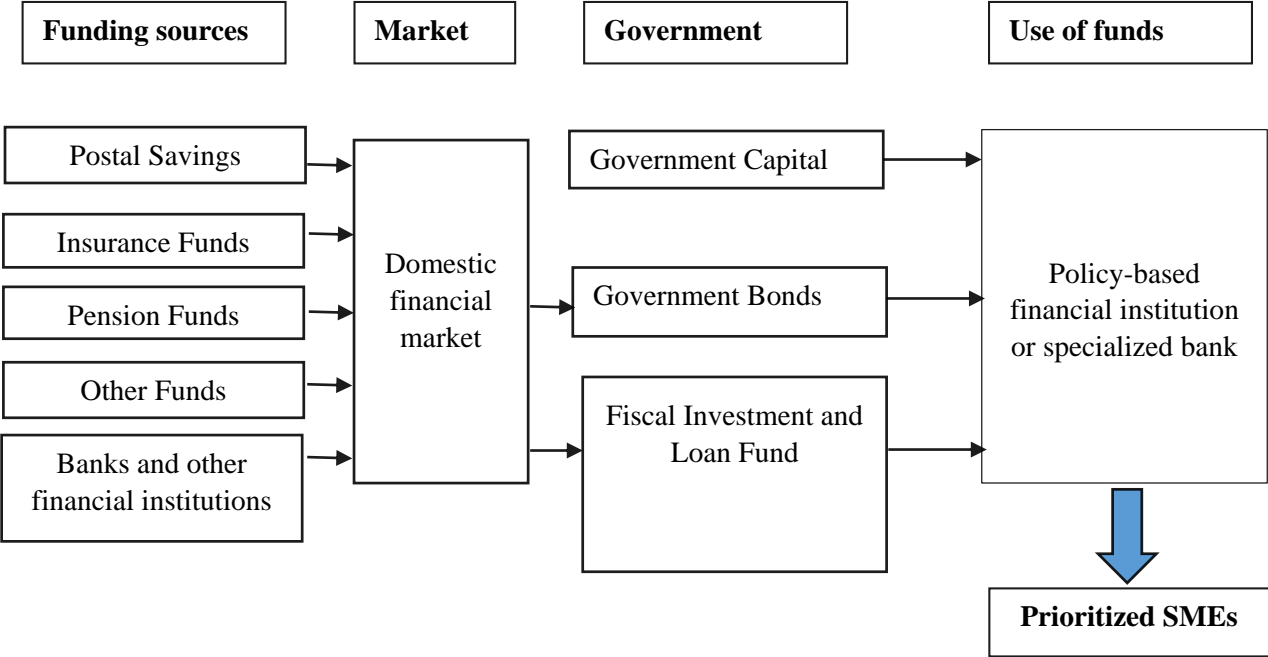 Funding sources
Market
Government
Use of funds
Postal Savings
Insurance Funds
Pension Funds
Other Funds
Banks and other
financial institutions
Domestic
financial
market
Government Capital
Government Bonds
Fiscal Investment and
Loan Fund
Policy-based
financial institution
or specialized bank
Prioritized SMEs